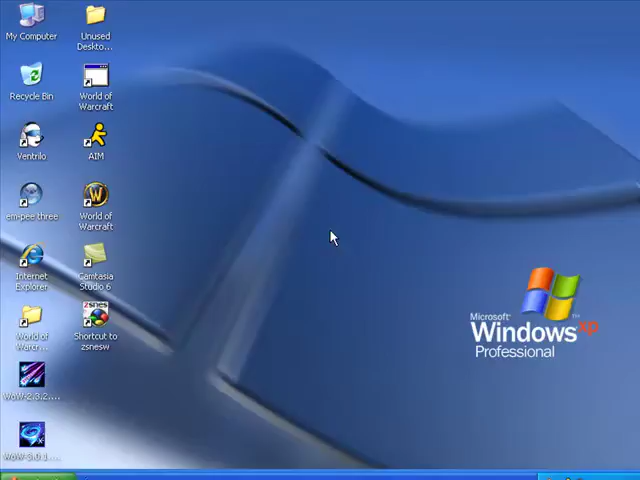 My Computer
Unused
Deskto...
Recycle Bin
World of
Warcraft
Ventrilo
AIM
em-pee three
World of
Warcraft
Internet
Explorer
Camtasia
Studio 6
World of
Warcr...
zsnes
Shortcut to
zsnesw
WoW-2.3.2....
WoW-3.0.1....
Microsoft
Windows xp
Professional